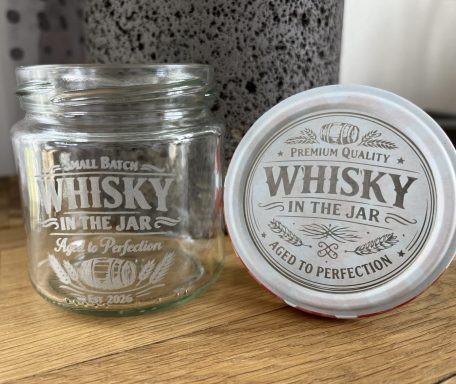 Small Batch
WHISKY
IN THE JAR
Aged to Perfection
Est 2026
PREMIUM QUALITY
WHISKY
IN THE JAR
AGED TO PERFECTION